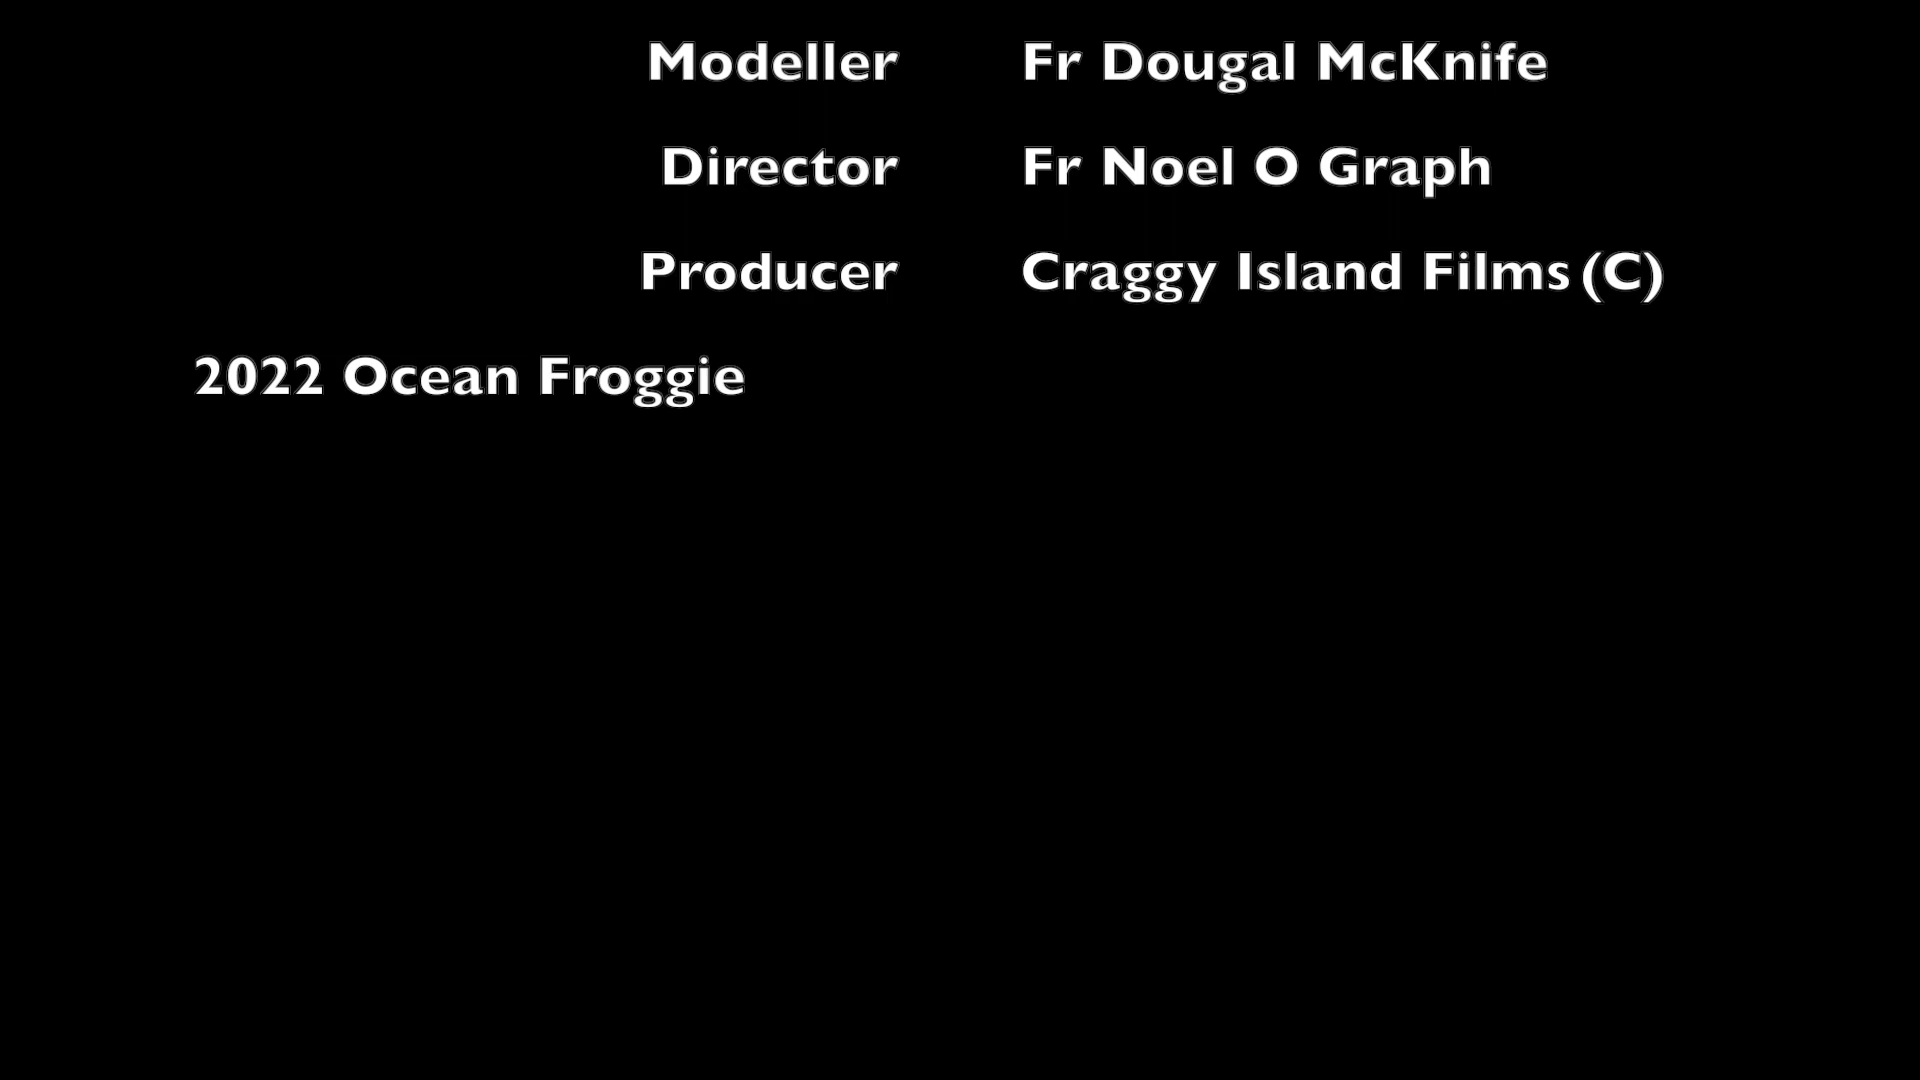 Modeller Fr Dougal McKnife
Director Fr Noel O Graph
Producer Craggy Island Films (C)
2022 Ocean Froggie